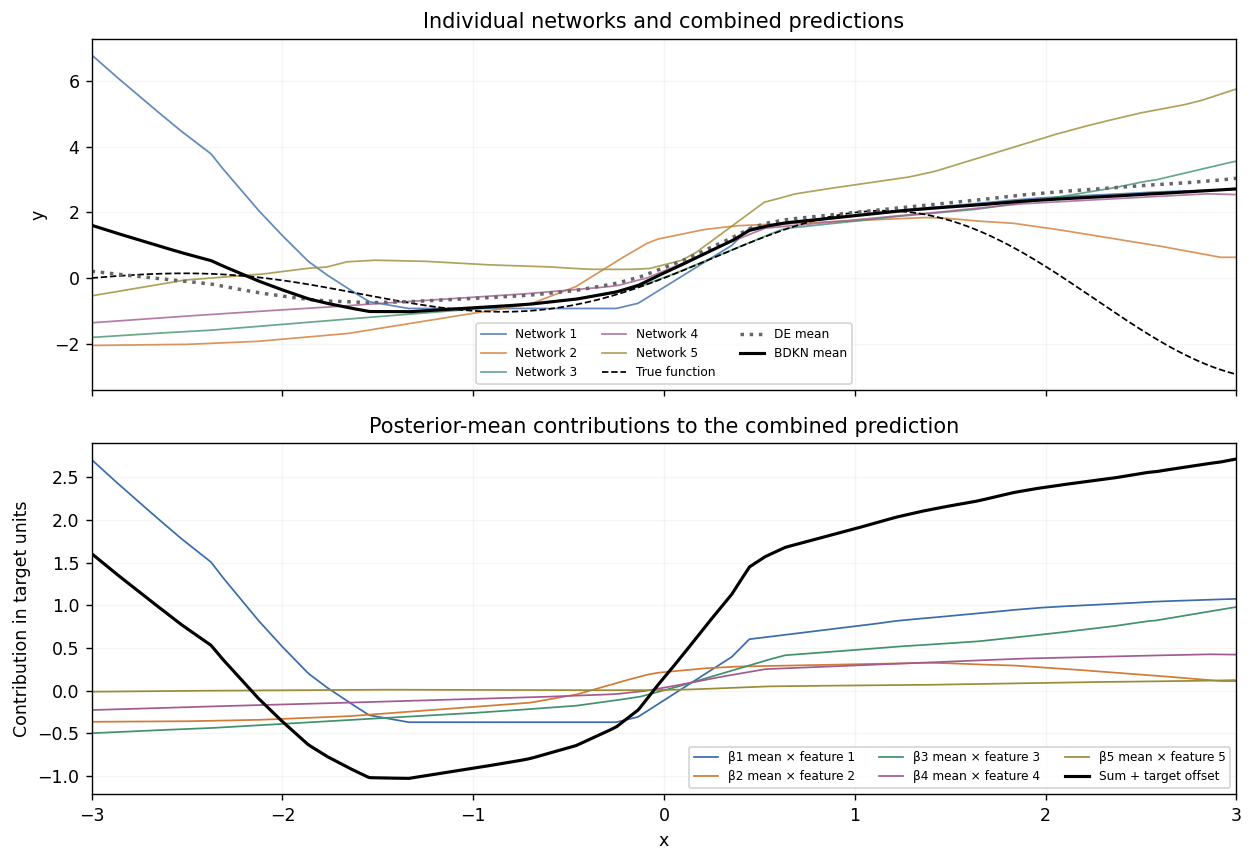 Individual networks and combined predictions
6
4
2
0
−2
y
Network 1
Network 2
Network 3
Network 4
Network 5
True function
DE mean
BDKN mean
Posterior-mean contributions to the combined prediction
2.5
2.0
1.5
1.0
0.5
0.0
−0.5
−1.0
Contribution in target units
β1 mean × feature 1
β2 mean × feature 2
β3 mean × feature 3
β4 mean × feature 4
β5 mean × feature 5
Sum + target offset
−3 −2 −1 0 1 2 3
x